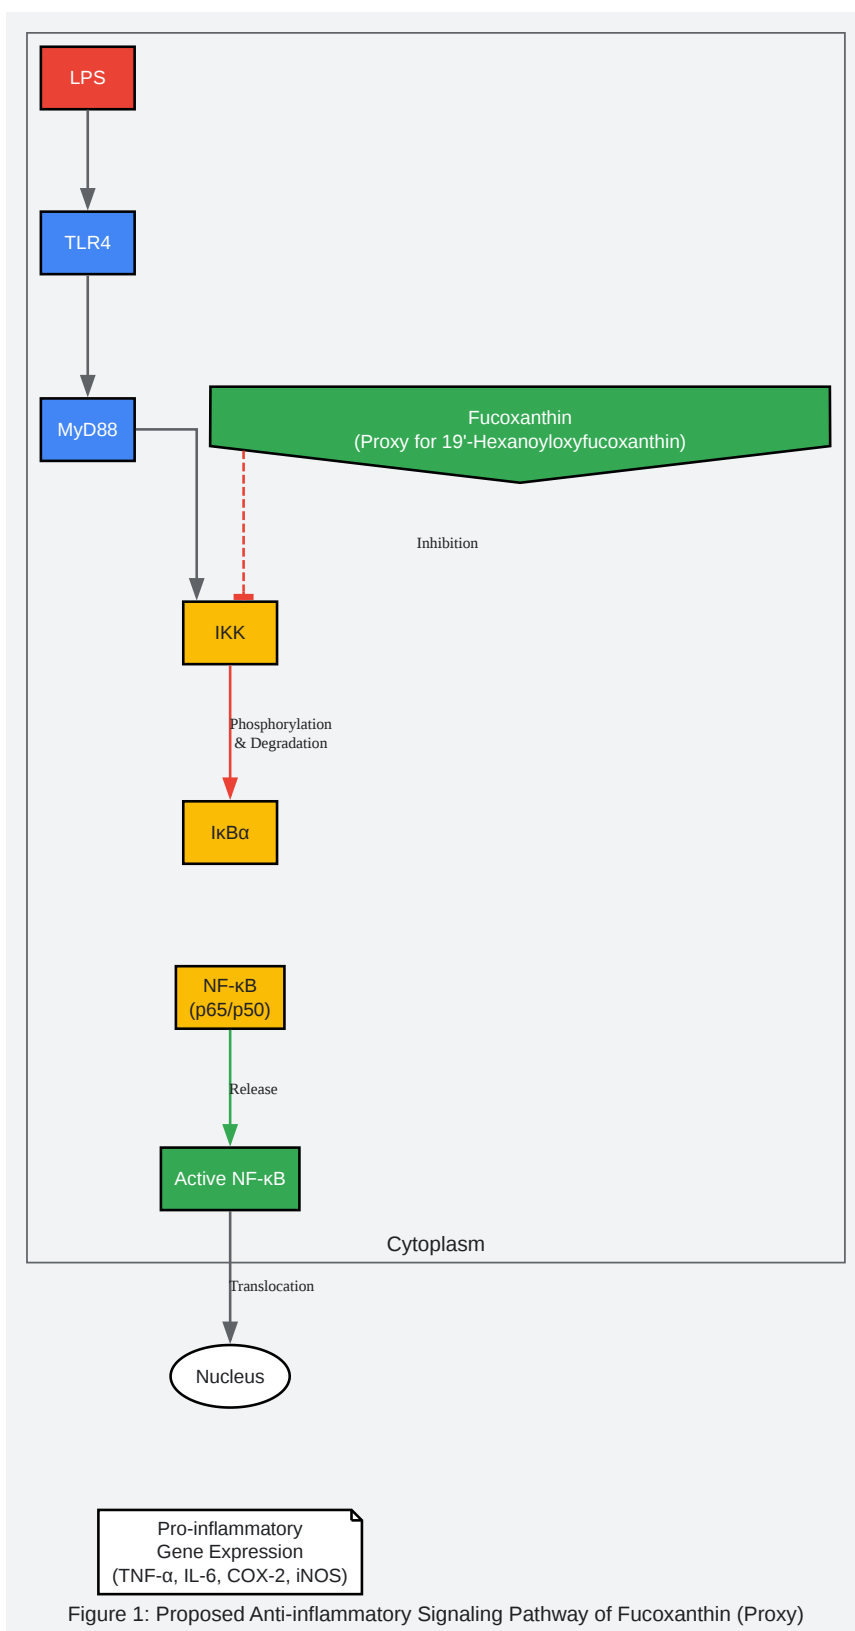 LPS
TLR4
MyD88
Fucoxanthin
(Proxy for 19'-Hexanoyloxyfucoxanthin)
Inhibition
IKK
Phosphorylation
& Degradation
IκBα
NF-κB
(p65/p50)
Release
Active NF-κB
Cytoplasm
Translocation
Nucleus
Pro-inflammatory
Gene Expression
(TNF-α, IL-6, COX-2, iNOS)
Figure 1: Proposed Anti-inflammatory Signaling Pathway of Fucoxanthin (Proxy)